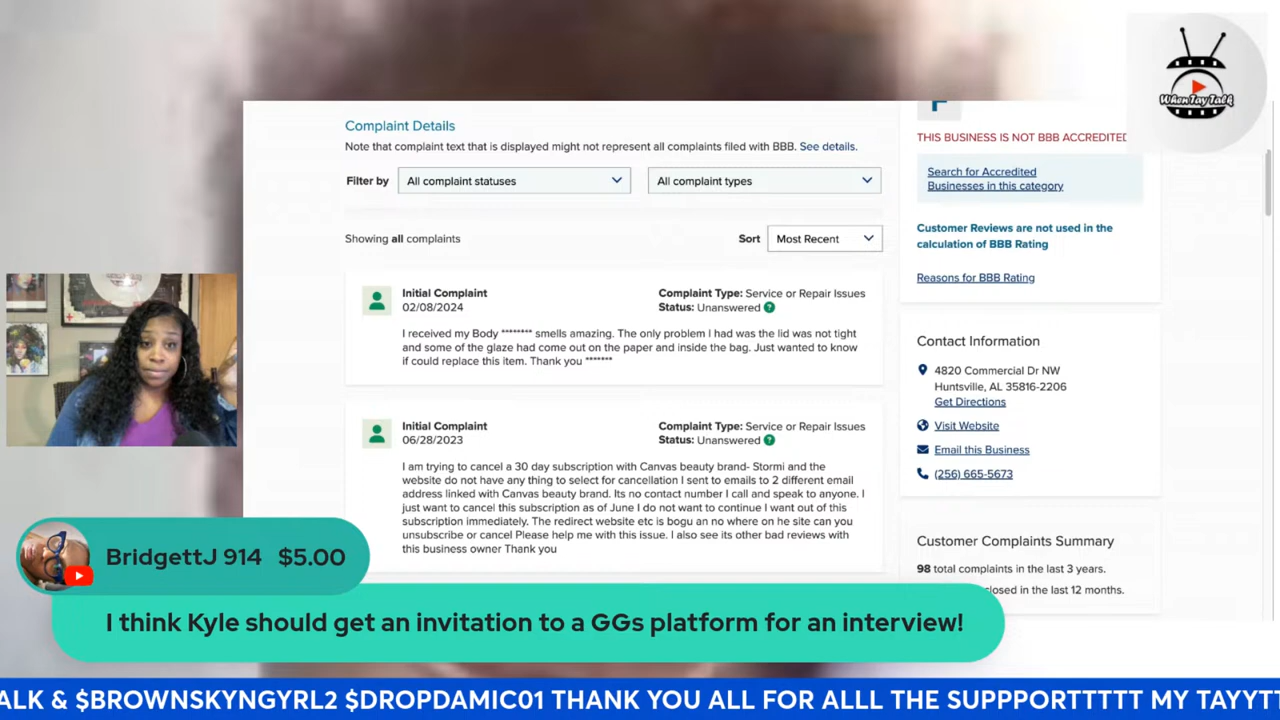 WhenTayTalk
F
Complaint Details
Note that complaint text that is displayed might not represent all complaints filed with BBB. See details.
Filter by All complaint statuses All complaint types
Showing all complaints
Sort Most Recent
Initial Complaint
02/08/2024
Complaint Type: Service or Repair Issues
Status: Unanswered ?
I received my Body ******** smells amazing. The only problem I had was the lid was not tight
and some of the glaze had come out on the paper and inside the bag. Just wanted to know
if could replace this item. Thank you *******
Initial Complaint
06/28/2023
Complaint Type: Service or Repair Issues
Status: Unanswered ?
I am trying to cancel a 30 day subscription with Canvas beauty brand- Stormi and the
website do not have any thing to select for cancellation I sent to emails to 2 different email
address linked with Canvas beauty brand. Its no contact number I call and speak to anyone. I
just want to cancel this subscription as of June I do not want to continue I want out of this
subscription immediately. The redirect website etc is bogu an no where on he site can you
unsubscribe or cancel Please help me with this issue. I also see its other bad reviews with
this business owner Thank you
THIS BUSINESS IS NOT BBB ACCREDITED
Search for Accredited
Businesses in this category
Customer Reviews are not used in the
calculation of BBB Rating
Reasons for BBB Rating
Contact Information
4820 Commercial Dr NW
Huntsville, AL 35816-2206
Get Directions
Visit Website
Email this Business
(256) 665-5673
Customer Complaints Summary
98 total complaints in the last 3 years.
closed in the last 12 months.
BridgettJ 914 $5.00
I think Kyle should get an invitation to a GGs platform for an interview!
ALK & $BROWNSKYNGYRL2 $DROPDAMIC01 THANK YOU ALL FOR ALLL THE SUPPPORTTTTT MY TAYYT